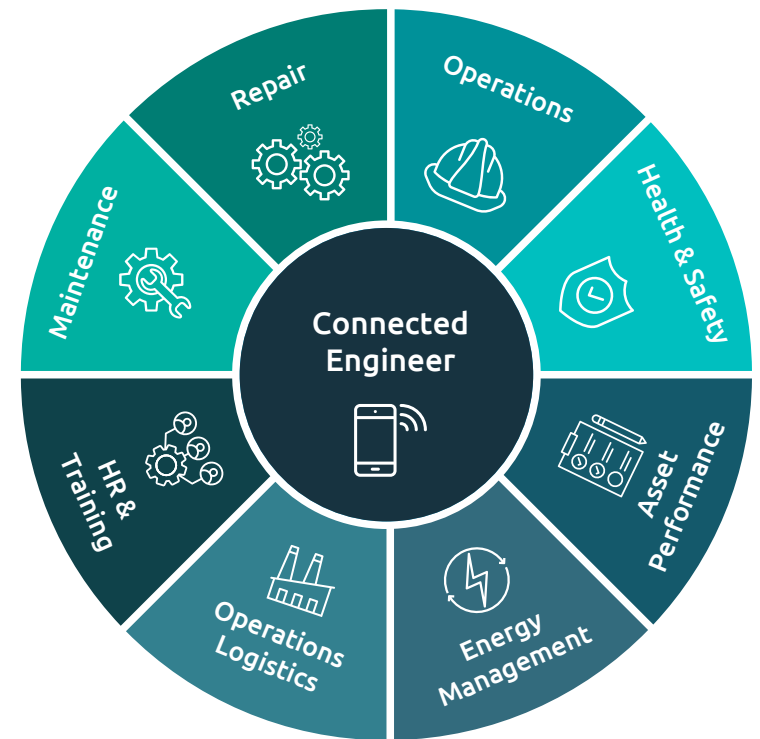 Connected
Engineer
Operations
Health & Safety
Asset
Performance
Energy
Management
Operations
Logistics
HR &
Training
Maintenance
Repair